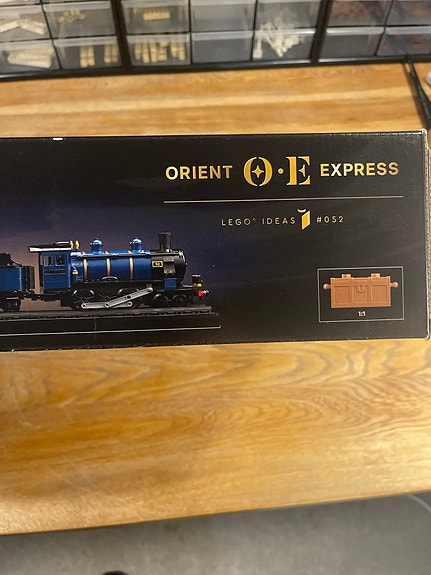 ORIENT O·E EXPRESS
LEGO® IDEAS #052
1:1